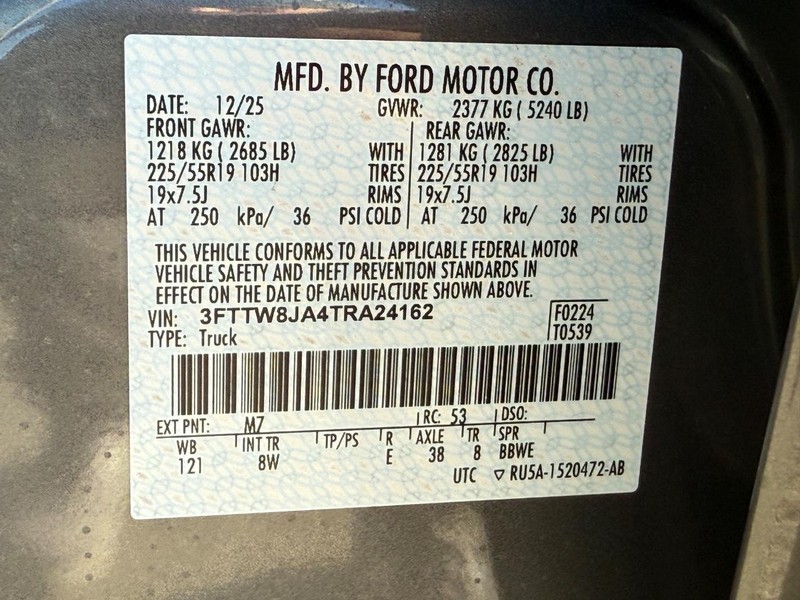 MFD. BY FORD MOTOR CO.
DATE: 12/25 GVWR: 2377 KG ( 5240 LB)
FRONT GAWR: REAR GAWR:
1218 KG ( 2685 LB) WITH 1281 KG ( 2825 LB) WITH
225/55R19 103H TIRES 225/55R19 103H TIRES
19x7.5J RIMS 19x7.5J RIMS
AT 250 kPa/ 36 PSI COLD AT 250 kPa/ 36 PSI COLD
THIS VEHICLE CONFORMS TO ALL APPLICABLE FEDERAL MOTOR
VEHICLE SAFETY AND THEFT PREVENTION STANDARDS IN
EFFECT ON THE DATE OF MANUFACTURE SHOWN ABOVE.
VIN: 3FTTW8JA4TRA24162 F0224
TYPE: Truck T0539
EXT PNT: M7 RC: 53 DSO:
WB INT TR TP/PS R AXLE TR SPR
121 8W E 38 8 BBWE
UTC ▽ RU5A-1520472-AB